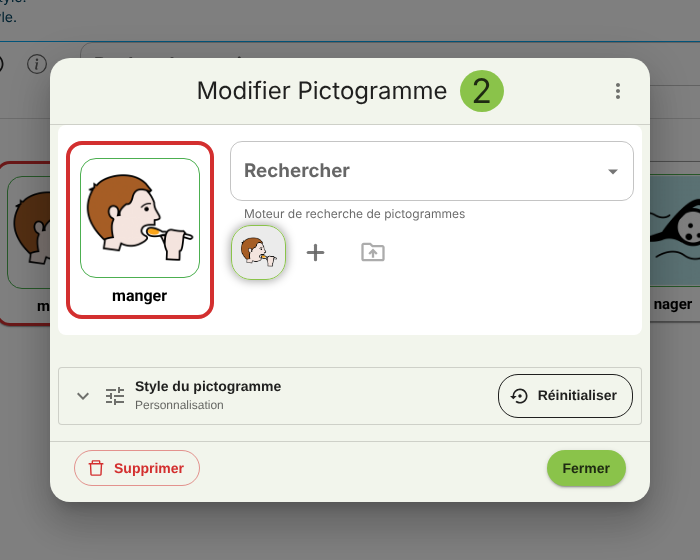 Modifier Pictogramme 2
Rechercher
manger
Moteur de recherche de pictogrammes
nager
Style du pictogramme
Personnalisation
Réinitialiser
Supprimer
Fermer